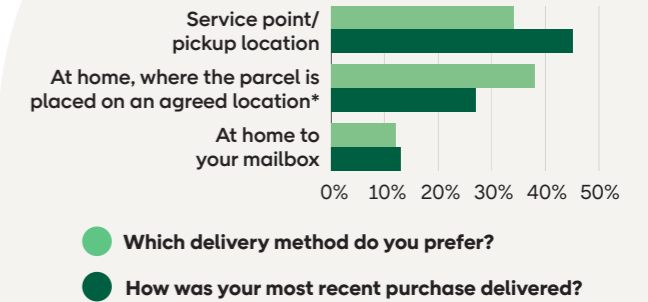 Service point/
pickup location
At home, where the parcel is
placed on an agreed location*
At home to
your mailbox
0% 10% 20% 30% 40% 50%
Which delivery method do you prefer?
How was your most recent purchase delivered?